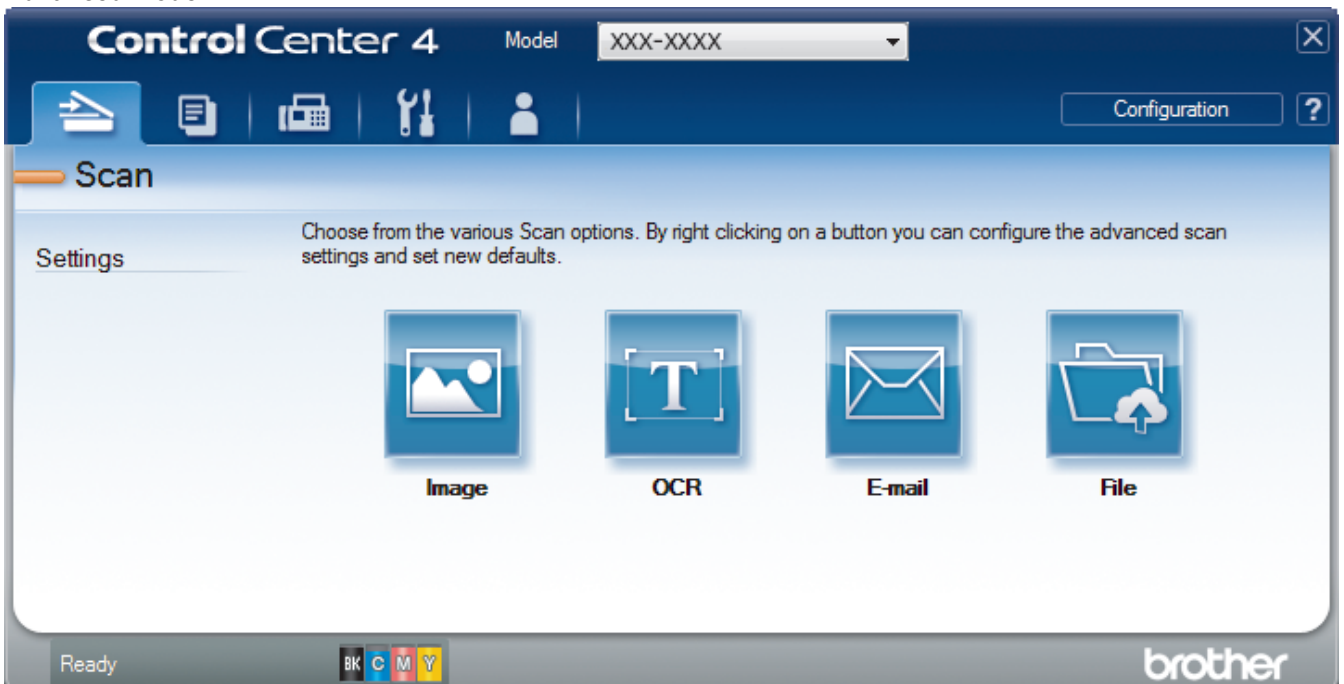 Control Center 4 Model XXX-XXXX
Configuration ?
Scan
Settings
Choose from the various Scan options. By right clicking on a button you can configure the advanced scan
settings and set new defaults.
T
Image OCR E-mail File
Ready BK C M Y brother